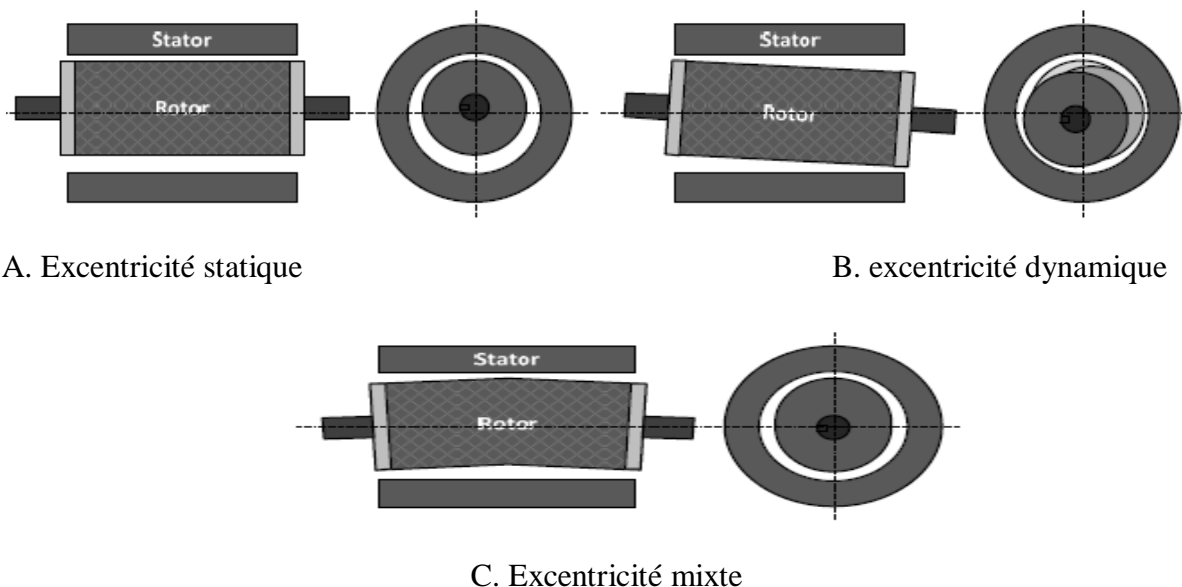 Stator
Rotor
Stator
Rotor
A. Excentricité statique
B. excentricité dynamique
Stator
Rotor
C. Excentricité mixte